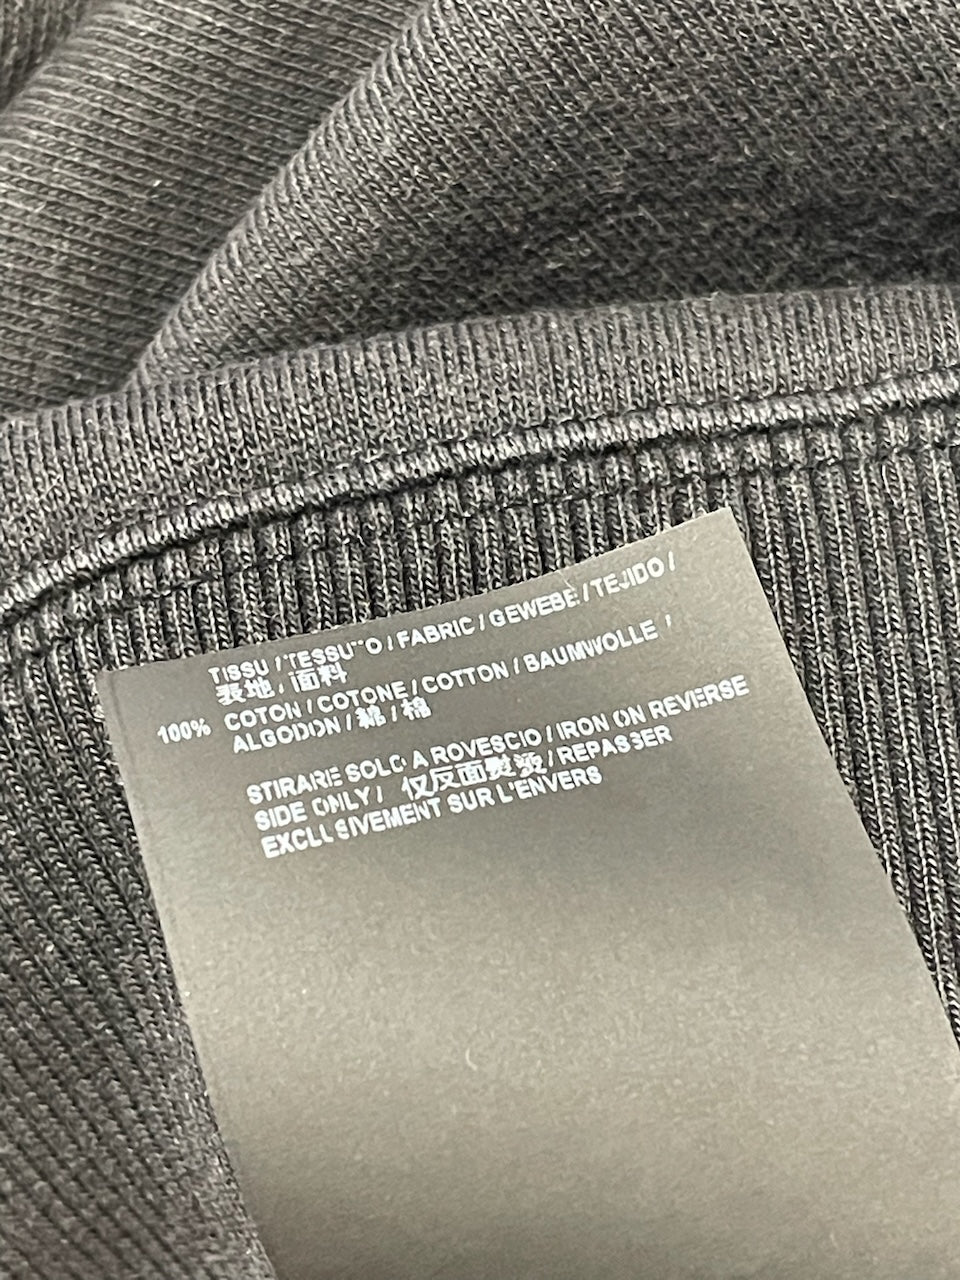 TISSU / TESSUTO / FABRIC / GEWEBE / TEJIDO /
表地 / 面料
100% COTON / COTONE / COTTON / BAUMWOLLE /
ALGODON / 綿 / 棉
STIRARE SOLO A ROVESCIO / IRON ON REVERSE
SIDE ONLY / 仅反面熨烫 / REPASSER
EXCLUSIVEMENT SUR L'ENVERS